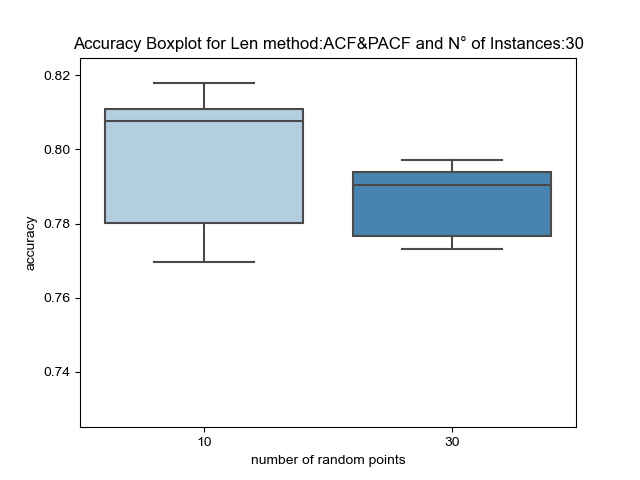 Accuracy Boxplot for Len method:ACF&PACF and N° of Instances:30
0.82
0.80
0.78
0.76
0.74
accuracy
10 30
number of random points